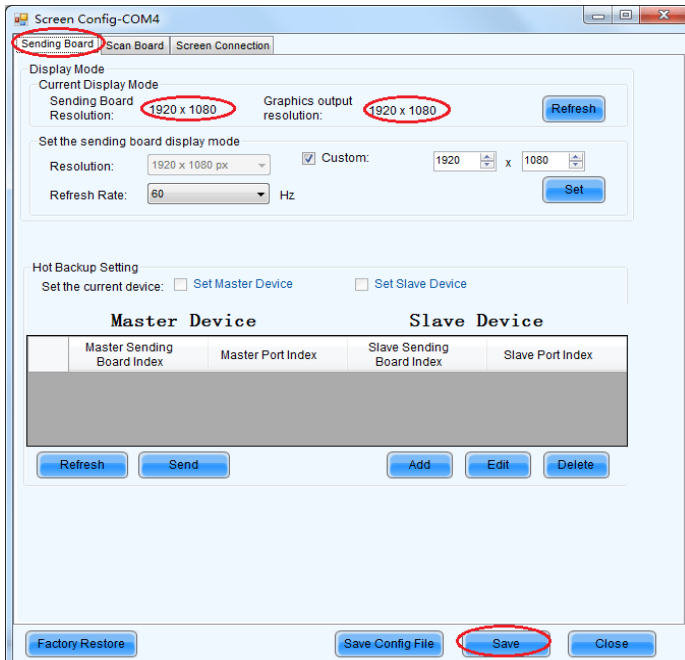 Screen Config-COM4
Sending Board Scan Board Screen Connection
Display Mode
Current Display Mode
Sending Board Resolution: 1920 x 1080 Graphics output resolution: 1920 x 1080 Refresh
Set the sending board display mode
Resolution: 1920 x 1080 px Custom: 1920 x 1080
Refresh Rate: 60 Hz Set
Hot Backup Setting
Set the current device: Set Master Device Set Slave Device
Master Device Slave Device
Master Sending Board Index Master Port Index Slave Sending Board Index Slave Port Index
Refresh Send Add Edit Delete
Factory Restore Save Config File Save Close